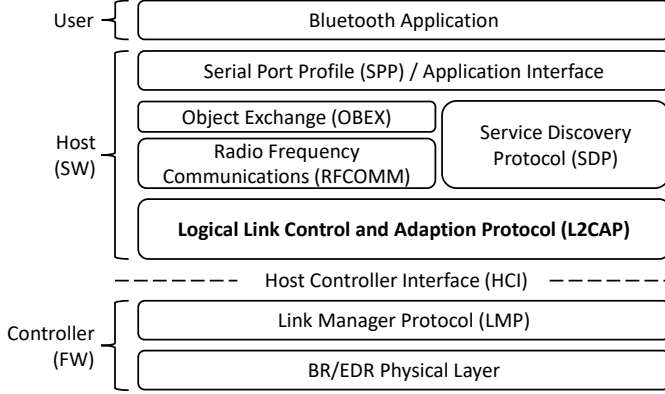 User
Bluetooth Application
Serial Port Profile (SPP) / Application Interface
Host
(SW)
Object Exchange (OBEX)
Radio Frequency
Communications (RFCOMM)
Service Discovery
Protocol (SDP)
Logical Link Control and Adaption Protocol (L2CAP)
Host Controller Interface (HCI)
Controller
(FW)
Link Manager Protocol (LMP)
BR/EDR Physical Layer